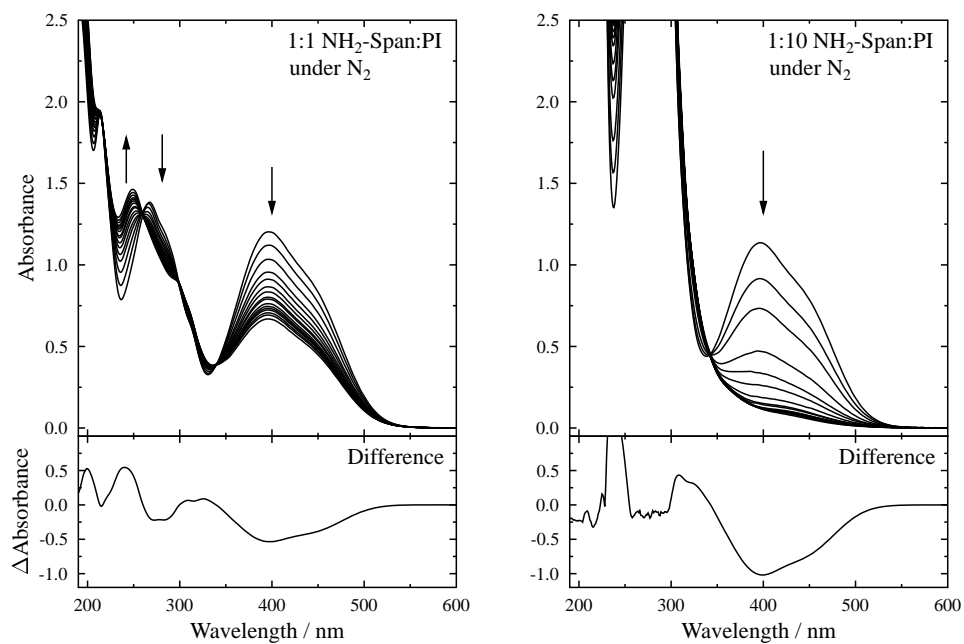 2.5
2.0
1.5
1.0
0.5
0.0
Absorbance
1:1 NH₂-Span:PI
under N₂
0.5
0.0
-0.5
-1.0
ΔAbsorbance
Difference
200 300 400 500 600
Wavelength / nm
2.5
2.0
1.5
1.0
0.5
0.0
1:10 NH₂-Span:PI
under N₂
0.5
0.0
-0.5
-1.0
Difference
200 300 400 500 600
Wavelength / nm